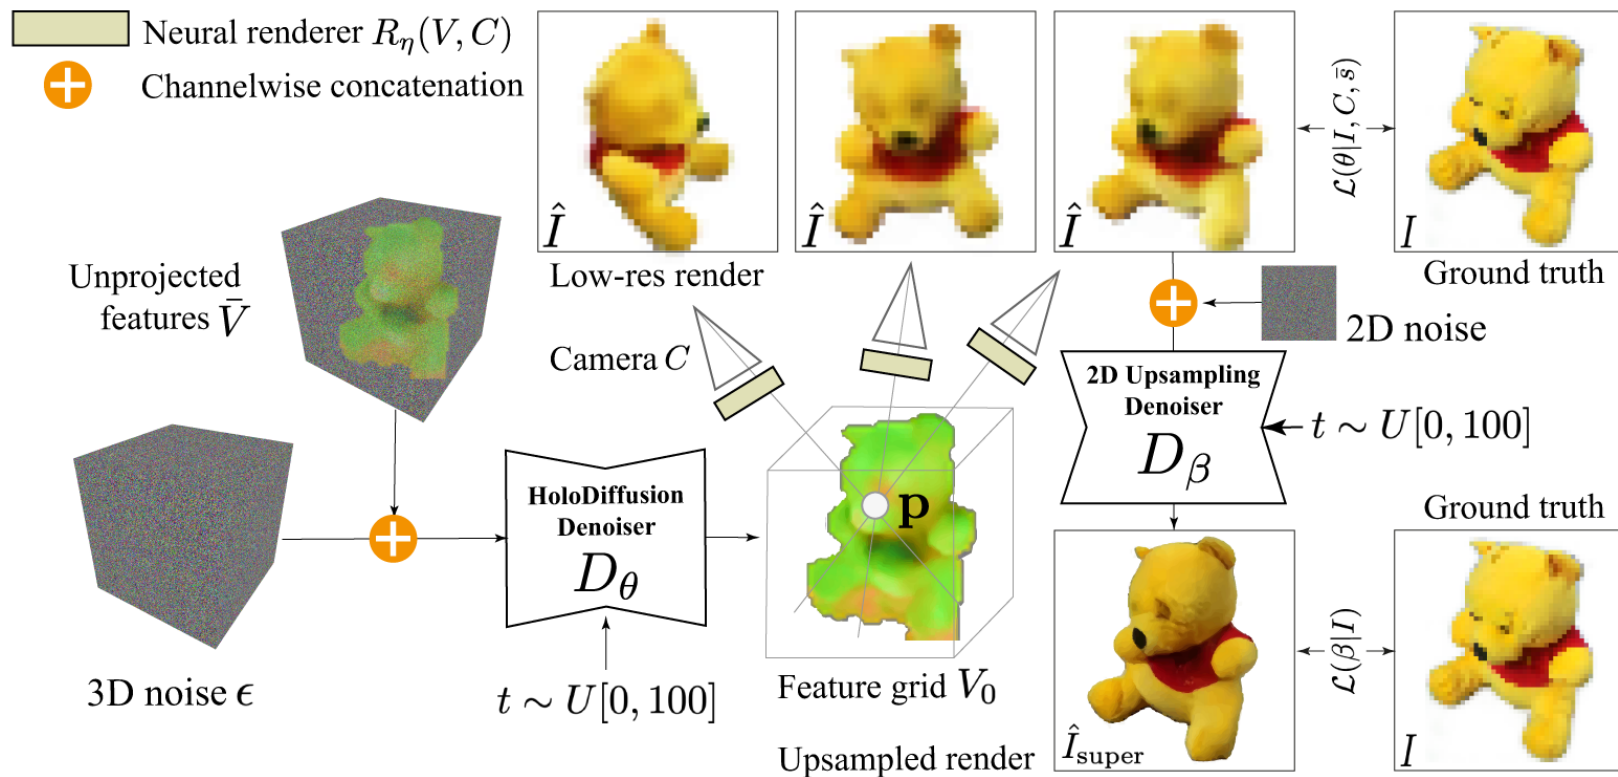 Neural renderer R_η(V, C)
Channelwise concatenation
Î
Î
Î
L(θ|I, C, s̄)
I
Unprojected
features V̄
Low-res render
Ground truth
2D noise
Camera C
2D Upsampling
Denoiser
D_β
t ∼ U[0, 100]
p
HoloDiffusion
Denoiser
D_θ
Ground truth
3D noise ϵ
t ∼ U[0, 100]
Feature grid V_0
L(β|I)
Upsampled render
Î_super
I